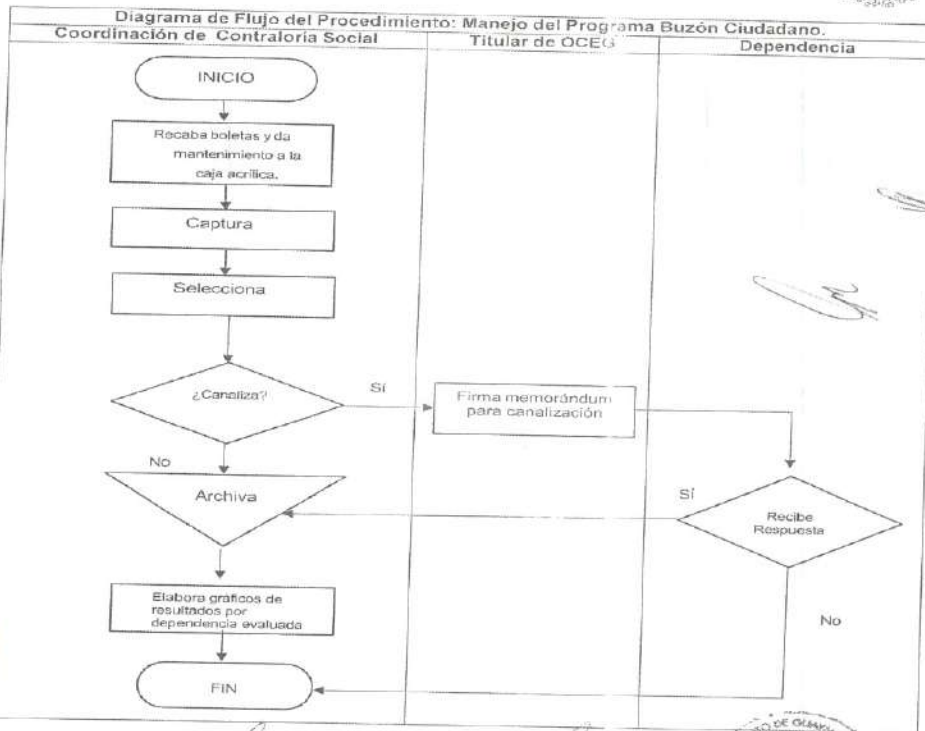 Diagrama de Flujo del Procedimiento: Manejo del Programa Buzón Ciudadano.
Coordinación de Contraloria Social
Titular de OCEG
Dependencia
INICIO
Recaba boletas y da
mantenimiento a la
caja acrílica.
Captura
Selecciona
¿Canaliza?
Sí
Firma memorándum
para canalización
No
Archiva
Sí
Recibe
Respuesta
Elabora gráficos de
resultados por
dependencia evaluada
No
FIN
DE